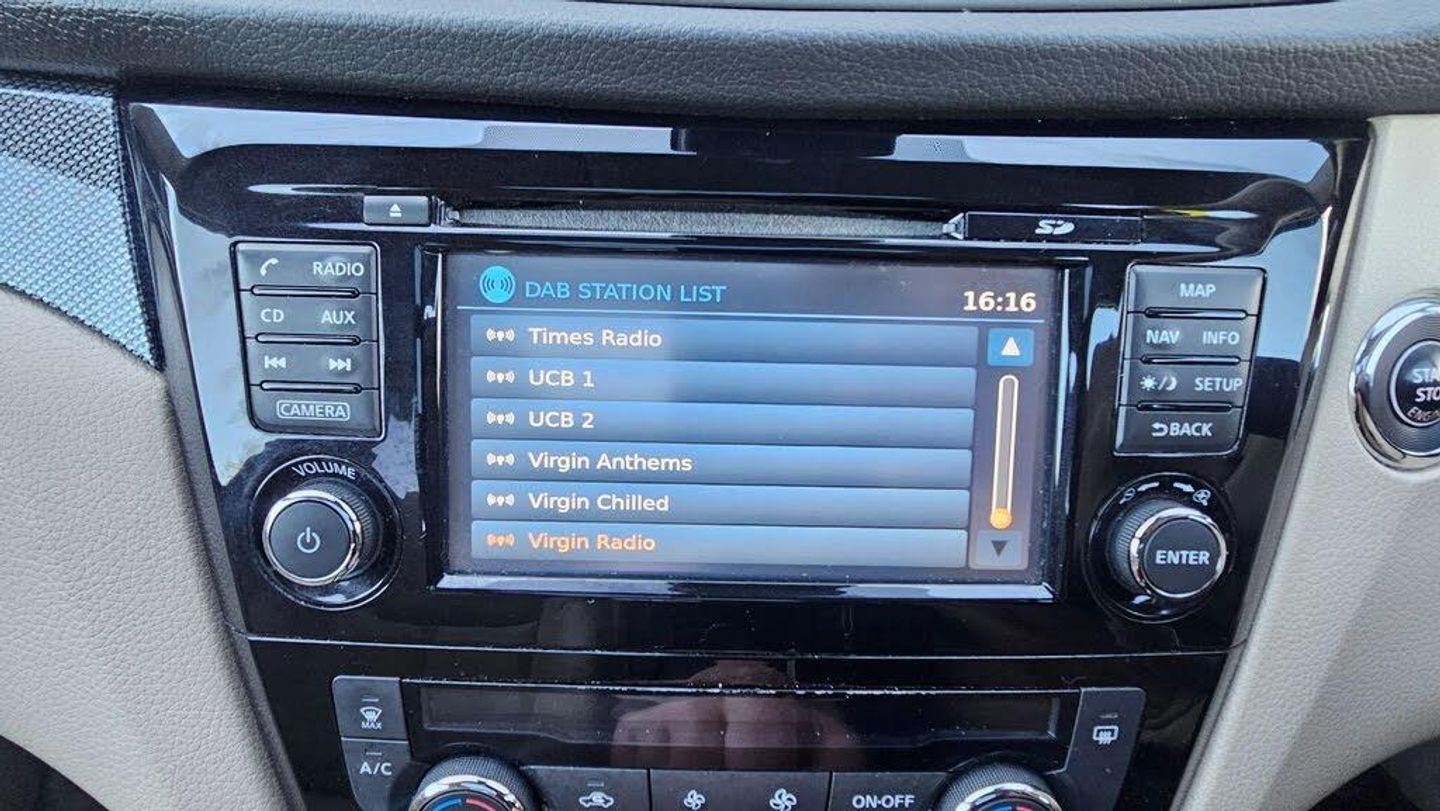 SD
RADIO
CD AUX
CAMERA
VOLUME
DAB STATION LIST
16:16
Times Radio
UCB 1
UCB 2
Virgin Anthems
Virgin Chilled
Virgin Radio
MAP
NAV INFO
SETUP
BACK
ENTER
ENGINE
MAX
A/C
ON·OFF